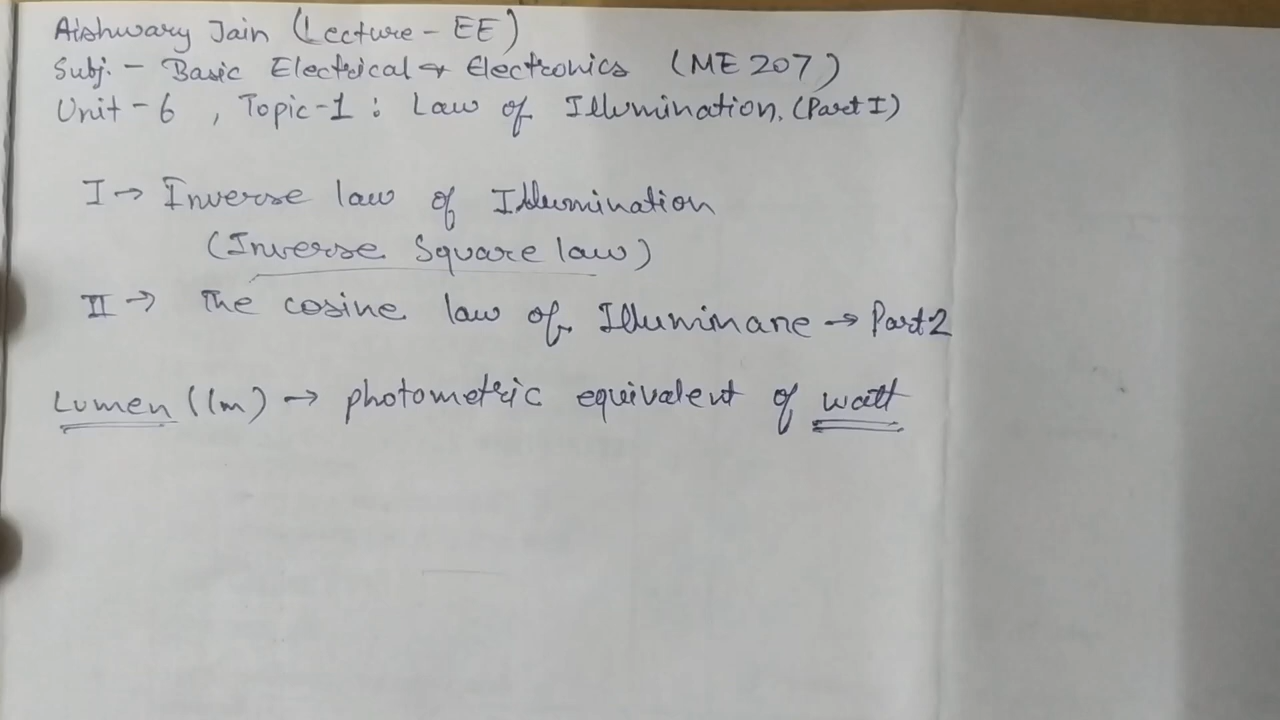 Aishwary Jain (Lecture - EE)
Subj. - Basic Electrical & Electronics (ME 207)
Unit - 6 , Topic-1 : Law of Illumination. (Part I)
I → Inverse law of Illumination
(Inverse Square law)
II → The cosine law of Illuminane → Part 2
Lumen (lm) → photometric equivalent of watt